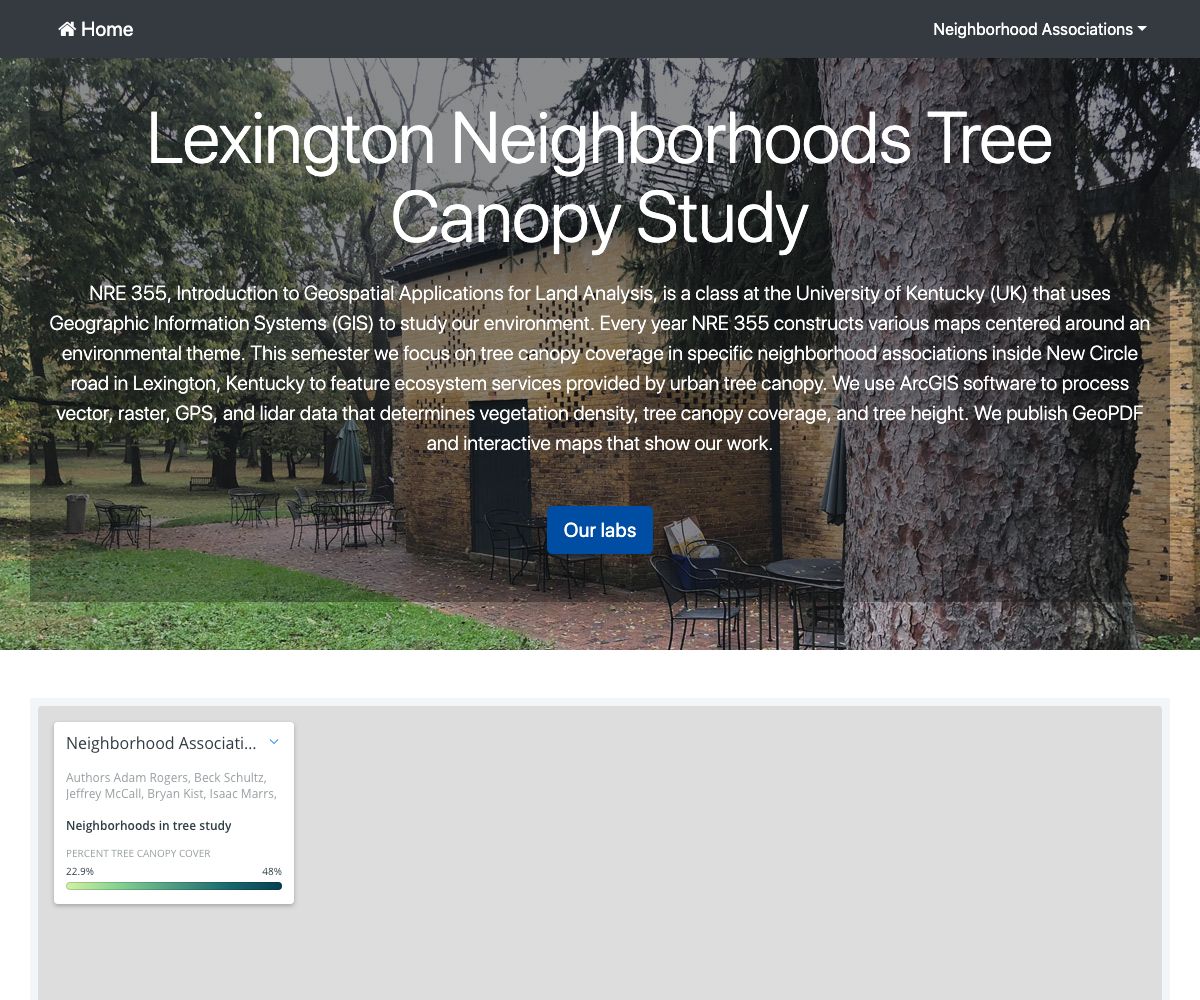 Home
Neighborhood Associations
Lexington Neighborhoods Tree
Canopy Study
NRE 355, Introduction to Geospatial Applications for Land Analysis, is a class at the University of Kentucky (UK) that uses
Geographic Information Systems (GIS) to study our environment. Every year NRE 355 constructs various maps centered around an
environmental theme. This semester we focus on tree canopy coverage in specific neighborhood associations inside New Circle
road in Lexington, Kentucky to feature ecosystem services provided by urban tree canopy. We use ArcGIS software to process
vector, raster, GPS, and lidar data that determines vegetation density, tree canopy coverage, and tree height. We publish GeoPDF
and interactive maps that show our work.
Our labs
Neighborhood Associati...
Authors Adam Rogers, Beck Schultz,
Jeffrey McCall, Bryan Kist, Isaac Marrs,
Neighborhoods in tree study
PERCENT TREE CANOPY COVER
22.9% 48%